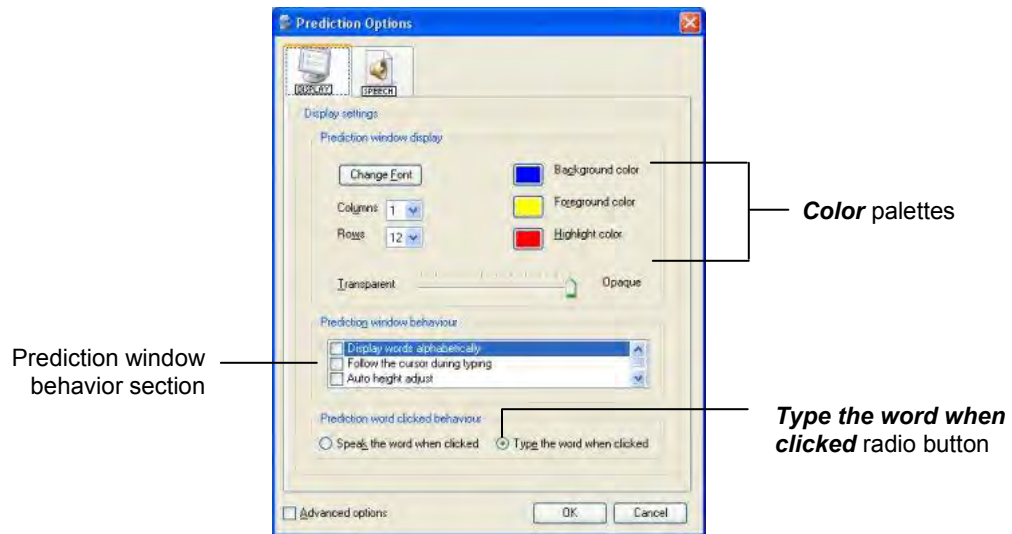 Prediction Options
DISPLAY
SPEECH
Display settings
Prediction window display
Change Font
Background color
Columns 1
Foreground color
Rows 12
Highlight color
Transparent
Opaque
Color palettes
Prediction window behaviour
Display words alphabetically
Follow the cursor during typing
Auto height adjust
Prediction window
behavior section
Prediction word clicked behaviour
Speak the word when clicked
Type the word when clicked
Type the word when
clicked radio button
Advanced options
OK
Cancel